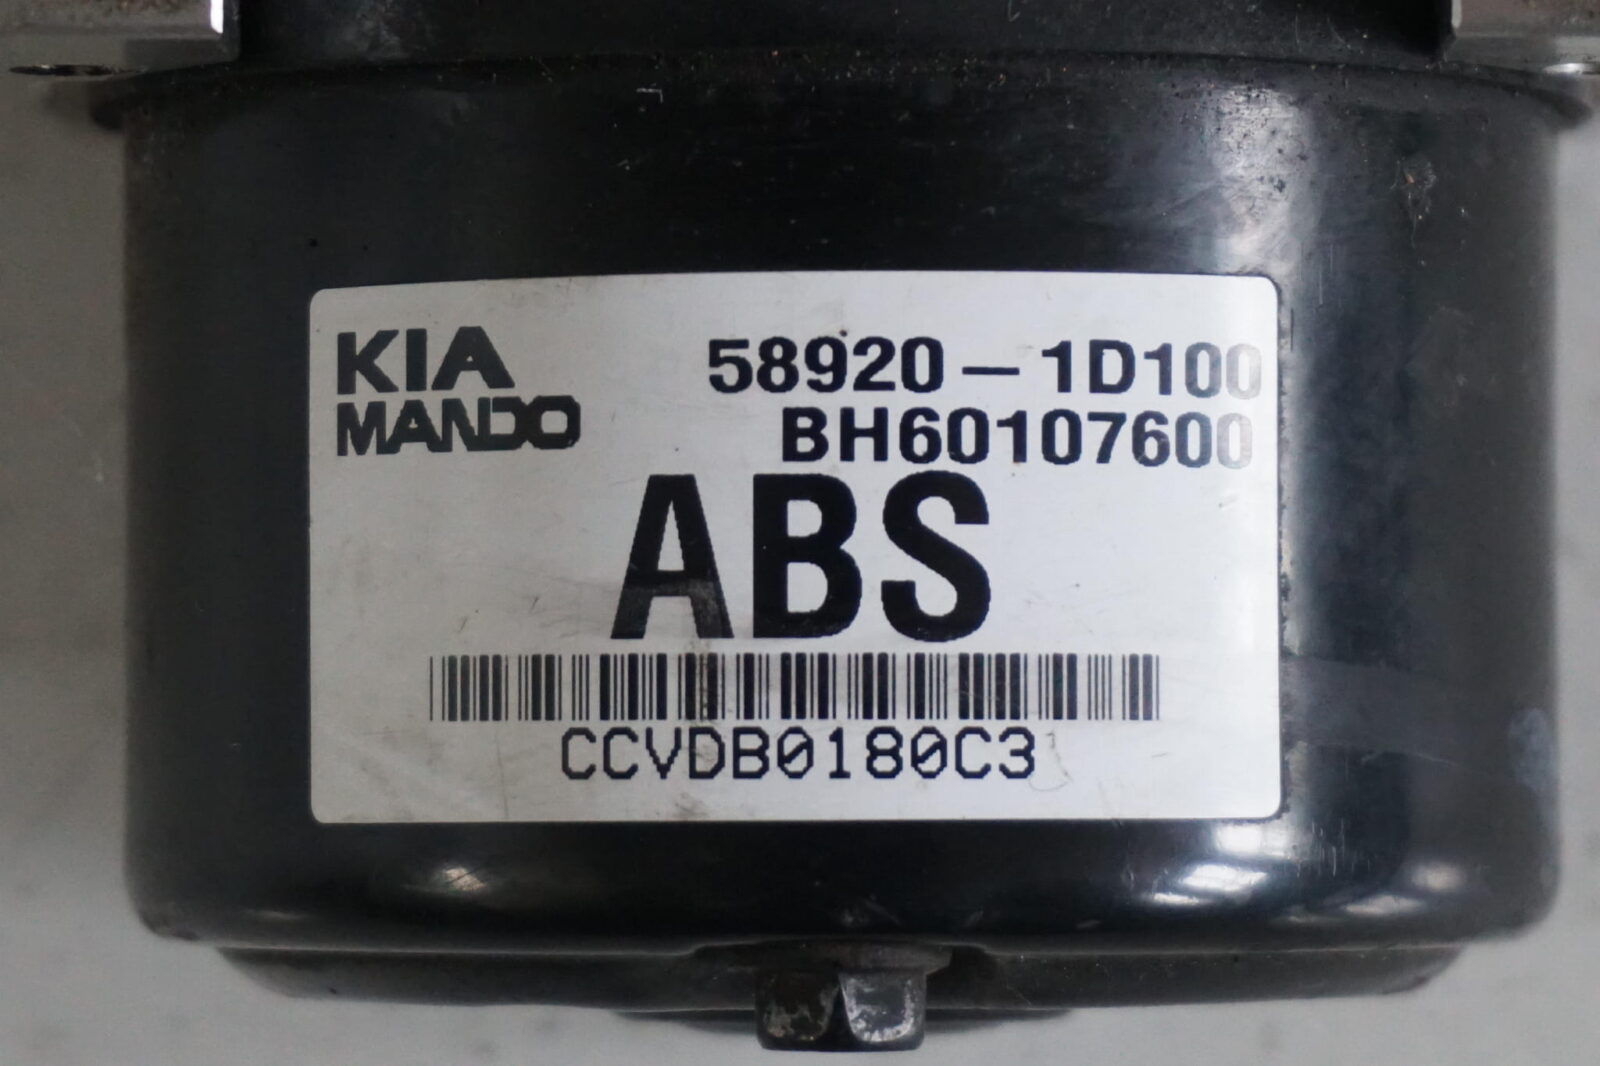 KIA 58920-1D100
MANDO BH60107600
ABS
CCVDB0180C3